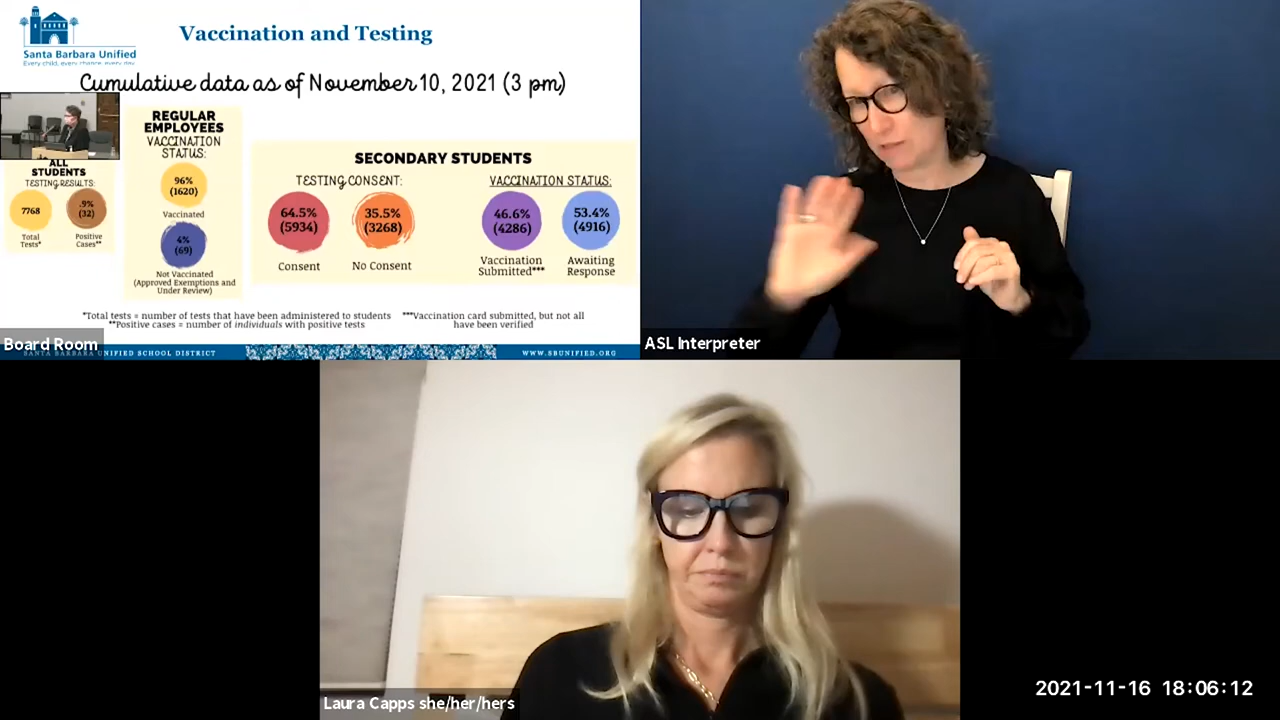 Vaccination and Testing
Santa Barbara Unified
Every child, every chance, every day
Cumulative data as of November 10, 2021 (3 pm)
ALL
STUDENTS
TESTING RESULTS:
7768
.9%
(32)
Total
Tests*
Positive
Cases**
REGULAR
EMPLOYEES
VACCINATION
STATUS:
96%
(1620)
Vaccinated
4%
(69)
Not Vaccinated
(Approved Exemptions and
Under Review)
SECONDARY STUDENTS
TESTING CONSENT:
64.5%
(5934)
35.5%
(3268)
Consent
No Consent
VACCINATION STATUS:
46.6%
(4286)
53.4%
(4916)
Vaccination
Submitted***
Awaiting
Response
*Total tests = number of tests that have been administered to students
**Positive cases = number of individuals with positive tests
***Vaccination card submitted, but not all
have been verified
Board Room
SANTA BARBARA UNIFIED SCHOOL DISTRICT
WWW.SBUNIFIED.ORG
ASL Interpreter
Laura Capps she/her/hers
2021-11-16 18:06:12